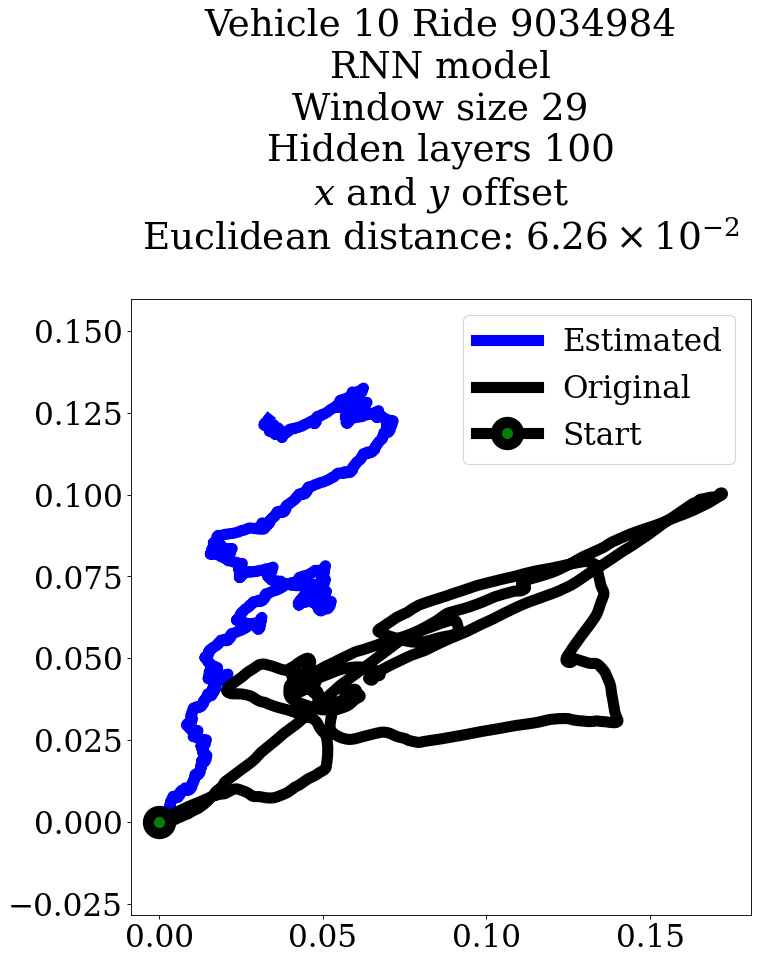 Vehicle 10 Ride 9034984
RNN model
Window size 29
Hidden layers 100
x and y offset
Euclidean distance: 6.26 × 10⁻²
Estimated
Original
Start
0.150
0.125
0.100
0.075
0.050
0.025
0.000
−0.025
0.00 0.05 0.10 0.15